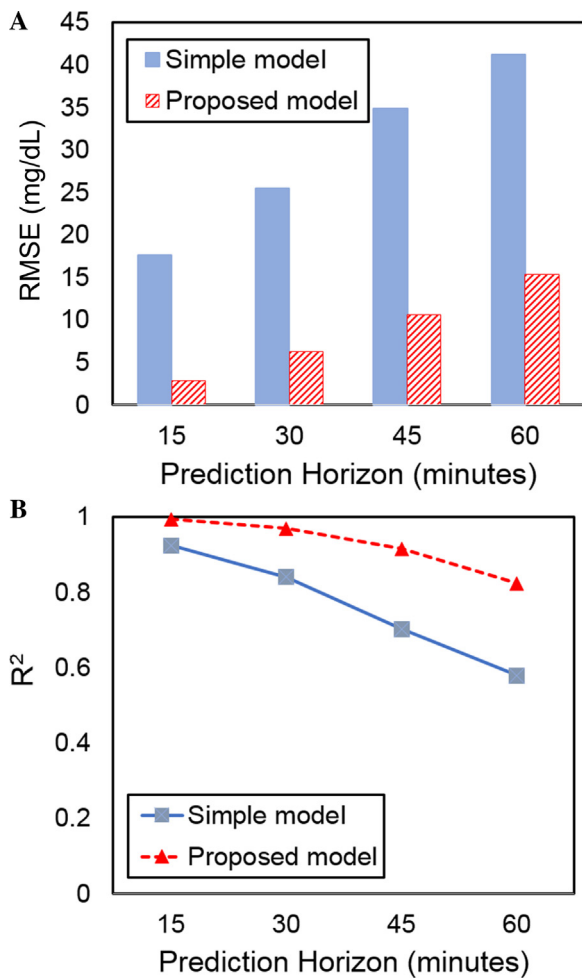 A
45
40
35
30
25
20
15
10
5
0
RMSE (mg/dL)
Simple model
Proposed model
15 30 45 60
Prediction Horizon (minutes)
B
1
0.8
0.6
0.4
0.2
0
R²
Simple model
Proposed model
15 30 45 60
Prediction Horizon (minutes)